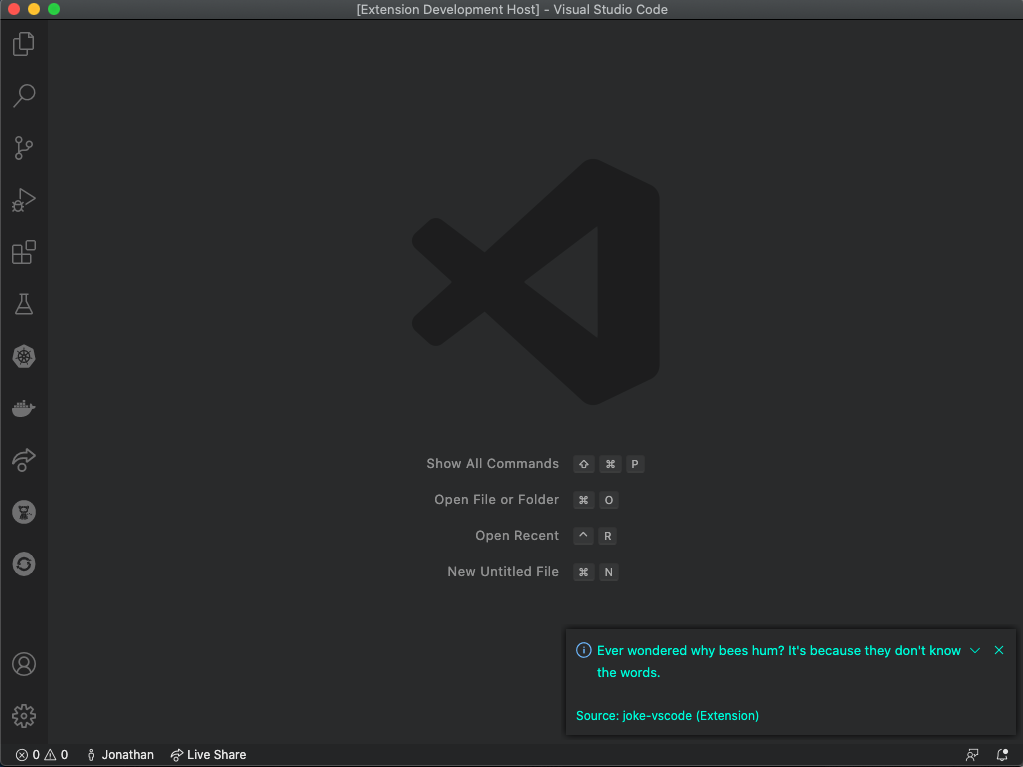 [Extension Development Host] - Visual Studio Code
Show All Commands ⇧ ⌘ P
Open File or Folder ⌘ O
Open Recent ^ R
New Untitled File ⌘ N
Ever wondered why bees hum? It's because they don't know
the words.
Source: joke-vscode (Extension)
0 0 Jonathan Live Share